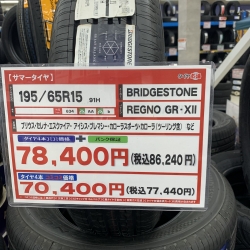 BRIDGESTONE
【サマータイヤ】
195/65R15 91H
BRIDGESTONE
REGNO GR-XII
プリウス・セレナ・エスクァイア・アイシス・プレマシー・カローラスポーツ・カローラ(ツーリング含) など
タイヤ4本
価格
+
パンク保証
78,400円(税込86,240円)
タイヤ4本
価格
70,400円(税込77,440円)